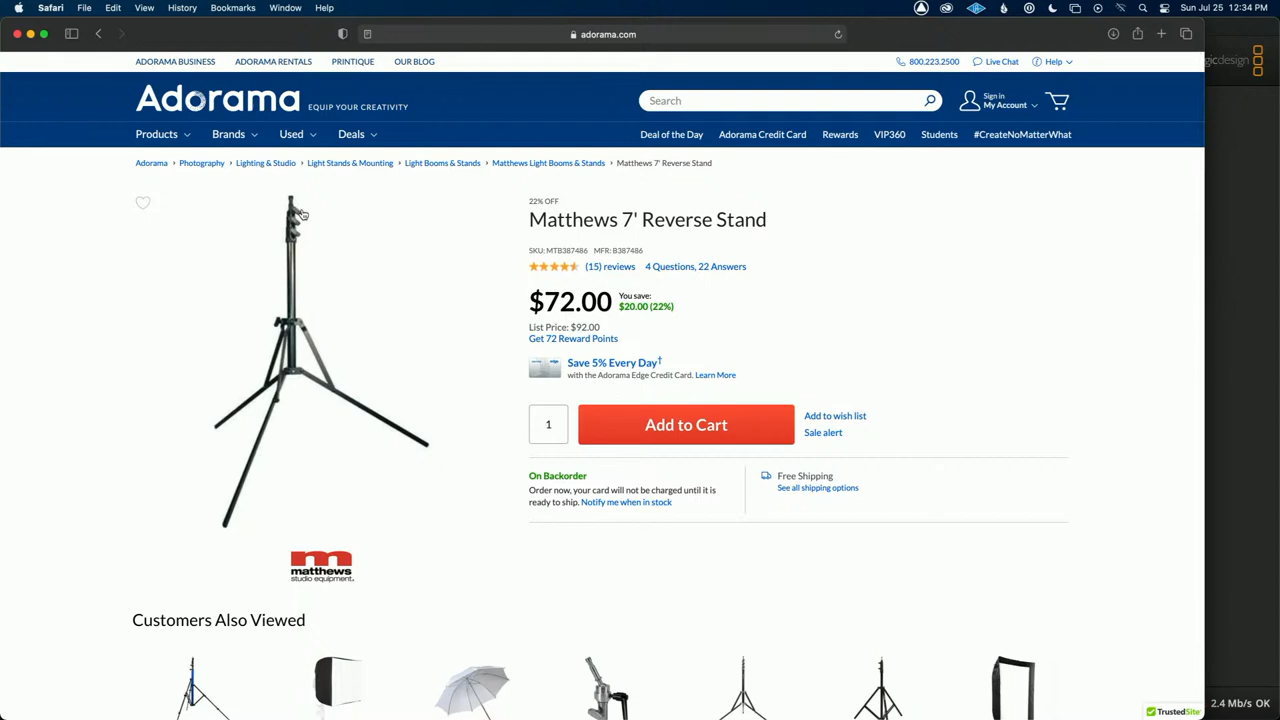 Safari File Edit View History Bookmarks Window Help
Sun Jul 25 12:34 PM
adorama.com
ADORAMA BUSINESS ADORAMA RENTALS PRINTIQUE OUR BLOG
800.223.2500 Live Chat Help
Adorama EQUIP YOUR CREATIVITY
Search
Sign in
My Account
Products Brands Used Deals
Deal of the Day Adorama Credit Card Rewards VIP360 Students #CreateNoMatterWhat
Adorama Photography Lighting & Studio Light Stands & Mounting Light Booms & Stands Matthews Light Booms & Stands Matthews 7' Reverse Stand
22% OFF
Matthews 7' Reverse Stand
SKU: MTB387486 MFR: B387486
(15) reviews 4 Questions, 22 Answers
$72.00
You save:
$20.00 (22%)
List Price: $92.00
Get 72 Reward Points
Save 5% Every Day†
with the Adorama Edge Credit Card. Learn More
1
Add to Cart
Add to wish list
Sale alert
On Backorder
Order now, your card will not be charged until it is
ready to ship. Notify me when in stock
Free Shipping
See all shipping options
m
matthews
studio equipment.
Customers Also Viewed
TrustedSite
2.4 Mb/s OK